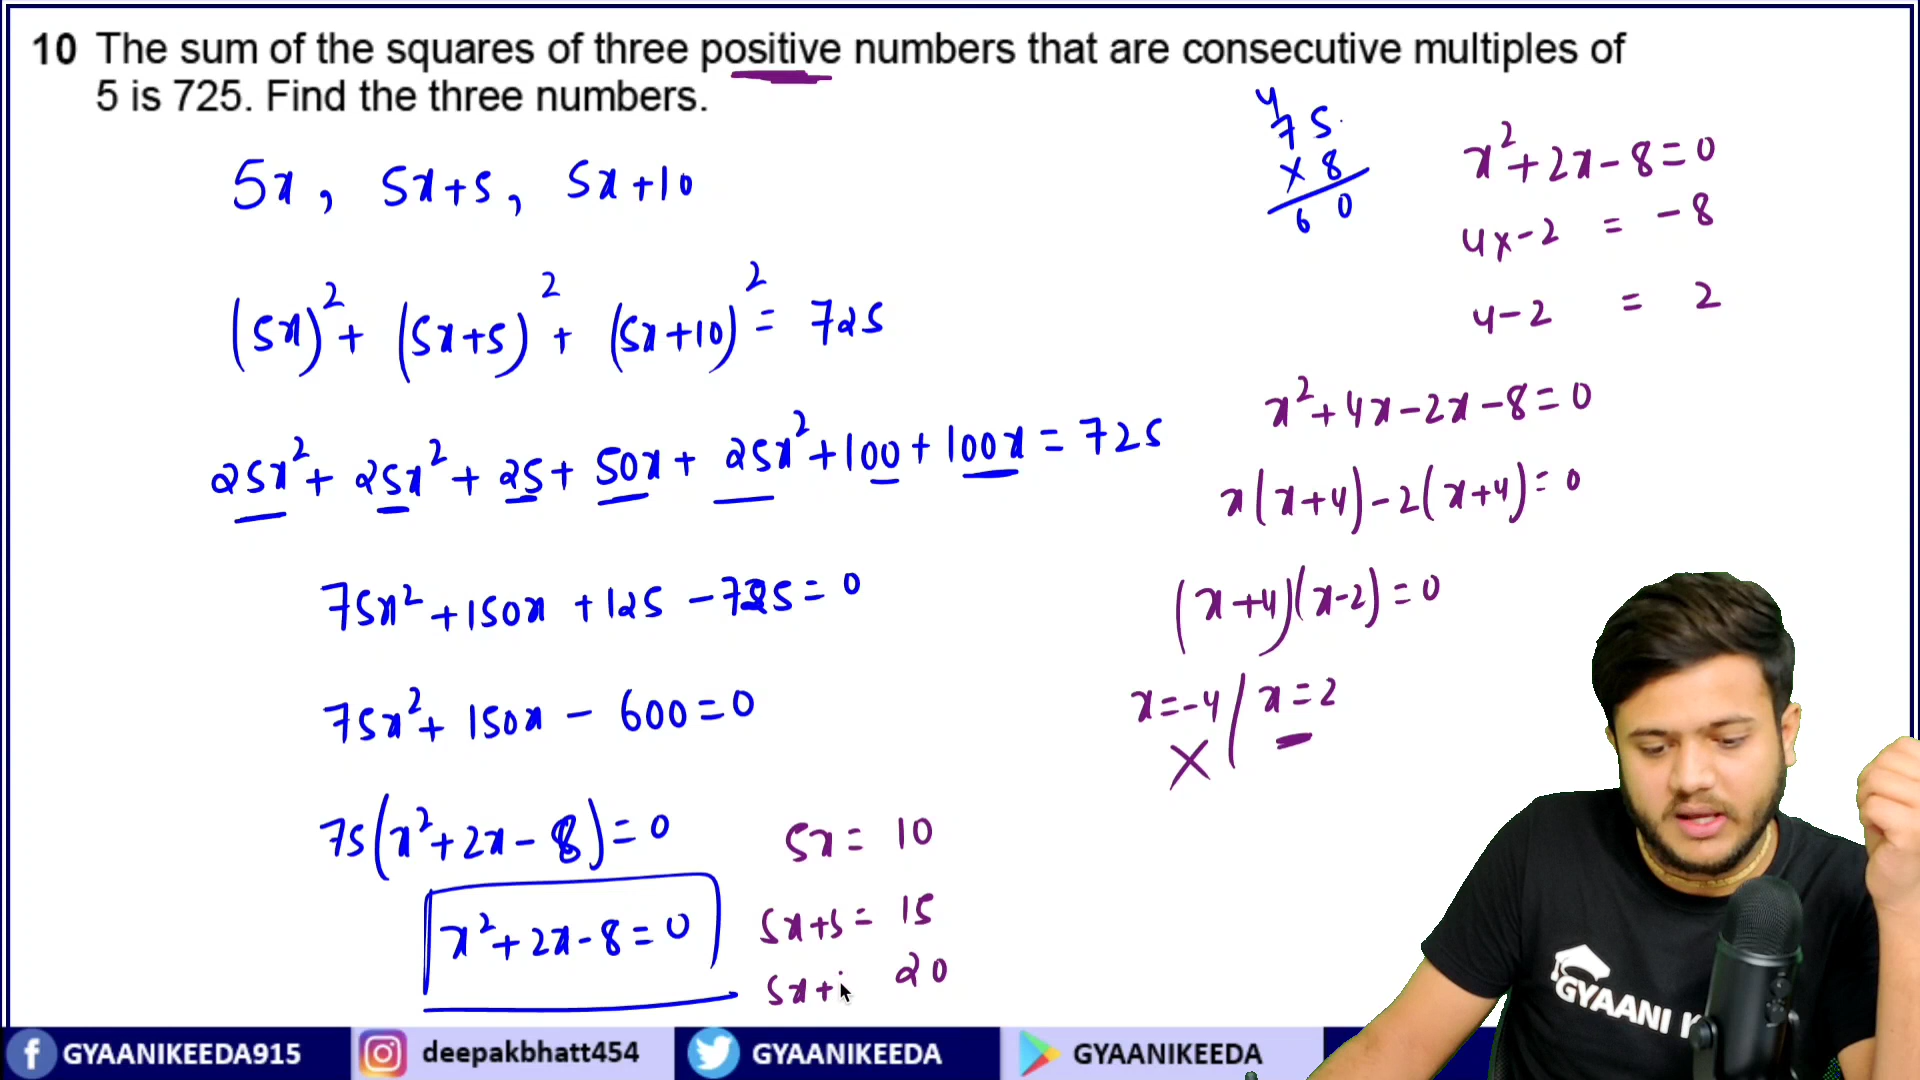 10 The sum of the squares of three positive numbers that are consecutive multiples of
5 is 725. Find the three numbers.
5x, 5x+5, 5x+10
(5x)² + (5x+5)² + (5x+10)² = 725
25x² + 25x² + 25 + 50x + 25x² + 100 + 100x = 725
75x² + 150x + 125 - 725 = 0
75x² + 150x - 600 = 0
75(x² + 2x - 8) = 0
x² + 2x - 8 = 0
5x = 10
5x+5 = 15
5x+ 20
4
75
×8
60
x² + 2x - 8 = 0
4x-2 = -8
4-2 = 2
x² + 4x - 2x - 8 = 0
x(x+4) - 2(x+4) = 0
(x+4)(x-2) = 0
x = -4 / x = 2
X
GYAANI K
GYAANIKEEDA915
deepakbhatt454
GYAANIKEEDA
GYAANIKEEDA